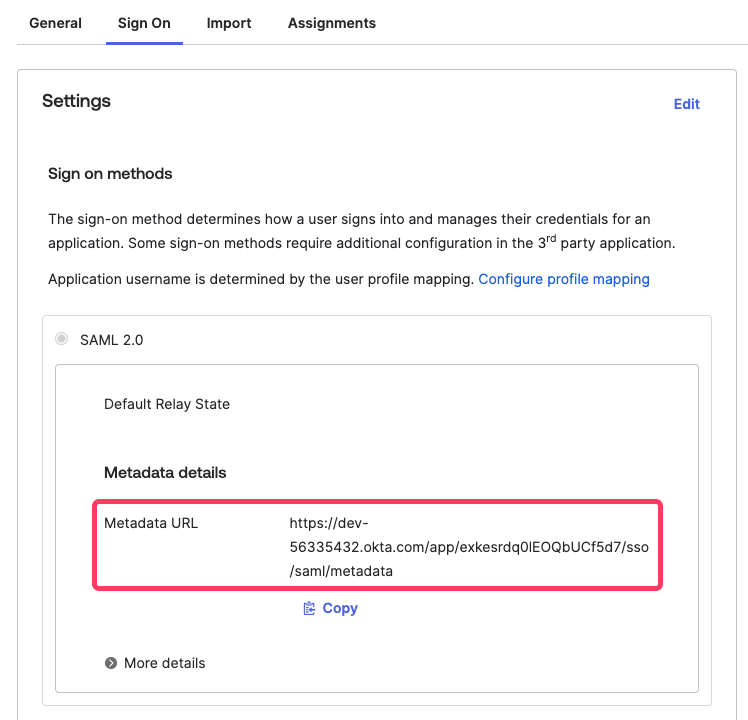 General Sign On Import Assignments
Settings
Edit
Sign on methods
The sign-on method determines how a user signs into and manages their credentials for an
application. Some sign-on methods require additional configuration in the 3rd party application.
Application username is determined by the user profile mapping. Configure profile mapping
SAML 2.0
Default Relay State
Metadata details
Metadata URL https://dev-
56335432.okta.com/app/exkesrdq0lEOQbUCf5d7/sso
/saml/metadata
Copy
More details